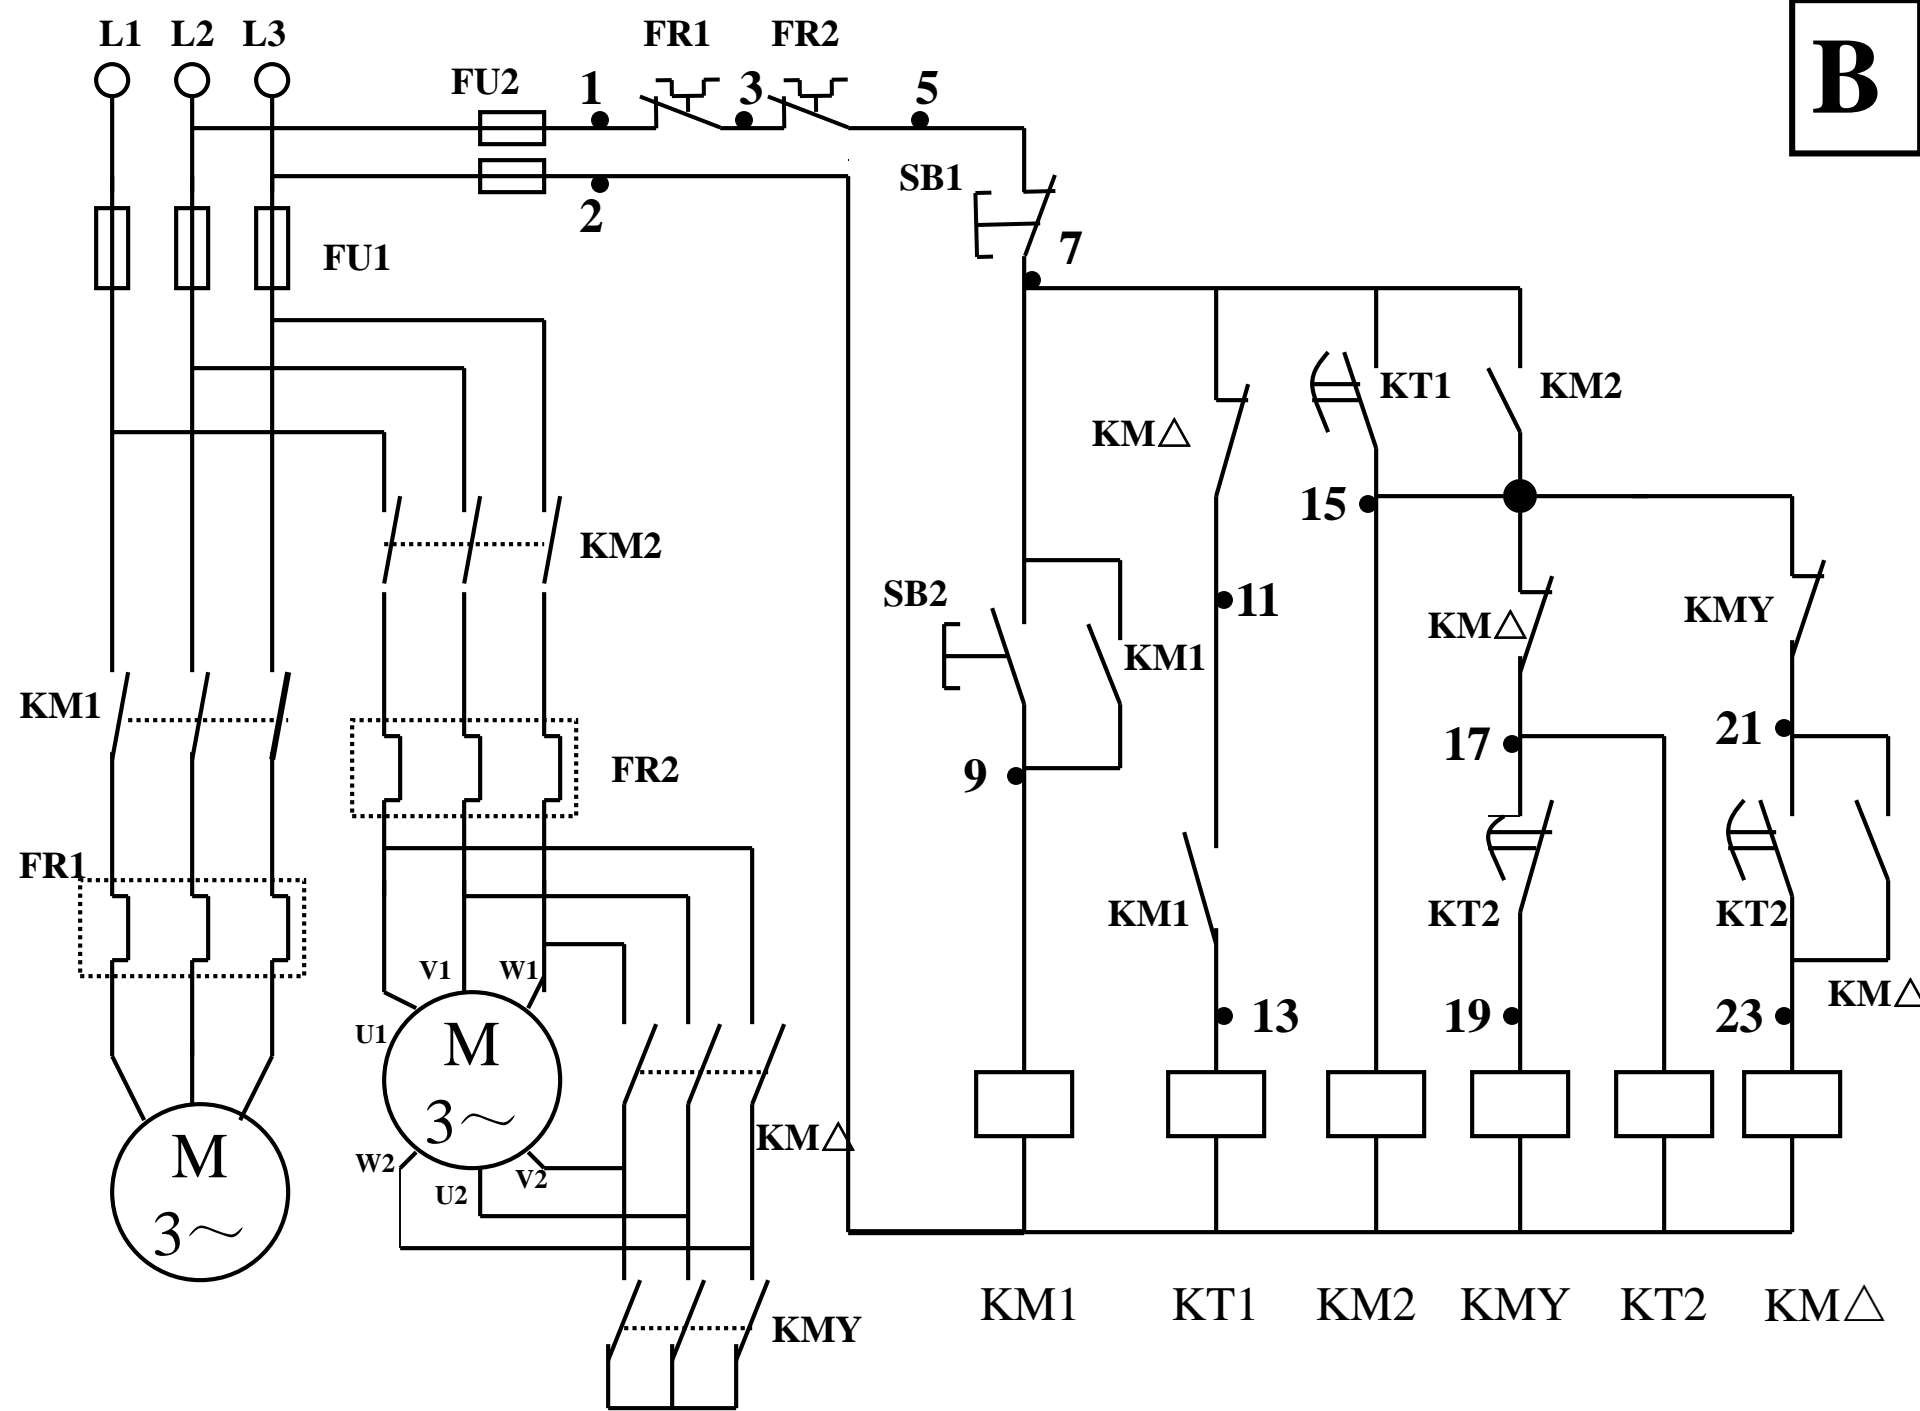 L1 L2 L3
FR1 FR2
B
FU2
1 3 5
SB1
2
7
FU1
KT1 KM2
KM△
15
KM2
SB2
11
KM△ KMY
KM1
KM1
17 21
FR2
9
FR1
KM1 KT2 KT2
V1 W1
KM△
13 19 23
U1
M
3～
KM△
M
3～
W2
U2
V2
KM1 KT1 KM2 KMY KT2 KM△
KMY